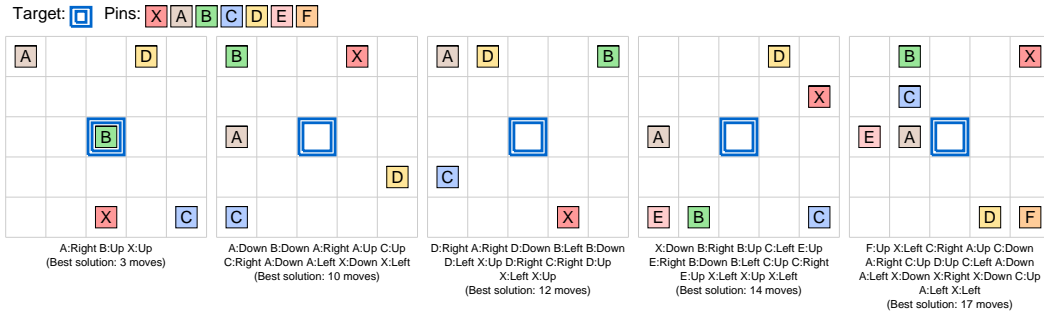 Target: Pins: X A B C D E F
A D
B
X C
A:Right B:Up X:Up
(Best solution: 3 moves)
B X
A
D
C
A:Down B:Down A:Right A:Up C:Up
C:Right A:Down A:Left X:Down X:Left
(Best solution: 10 moves)
A D B
C
X
D:Right A:Right D:Down B:Left B:Down
D:Left X:Up D:Right C:Right D:Up
X:Left X:Up
(Best solution: 12 moves)
D
X
A
E B C
X:Down B:Right B:Up C:Left E:Up
E:Right B:Down B:Left C:Up C:Right
E:Up X:Left X:Up X:Left
(Best solution: 14 moves)
B X
C
E A
D F
F:Up X:Left C:Right A:Up C:Down
A:Right C:Up D:Up C:Left A:Down
A:Left X:Down X:Right X:Down C:Up
A:Left X:Left
(Best solution: 17 moves)